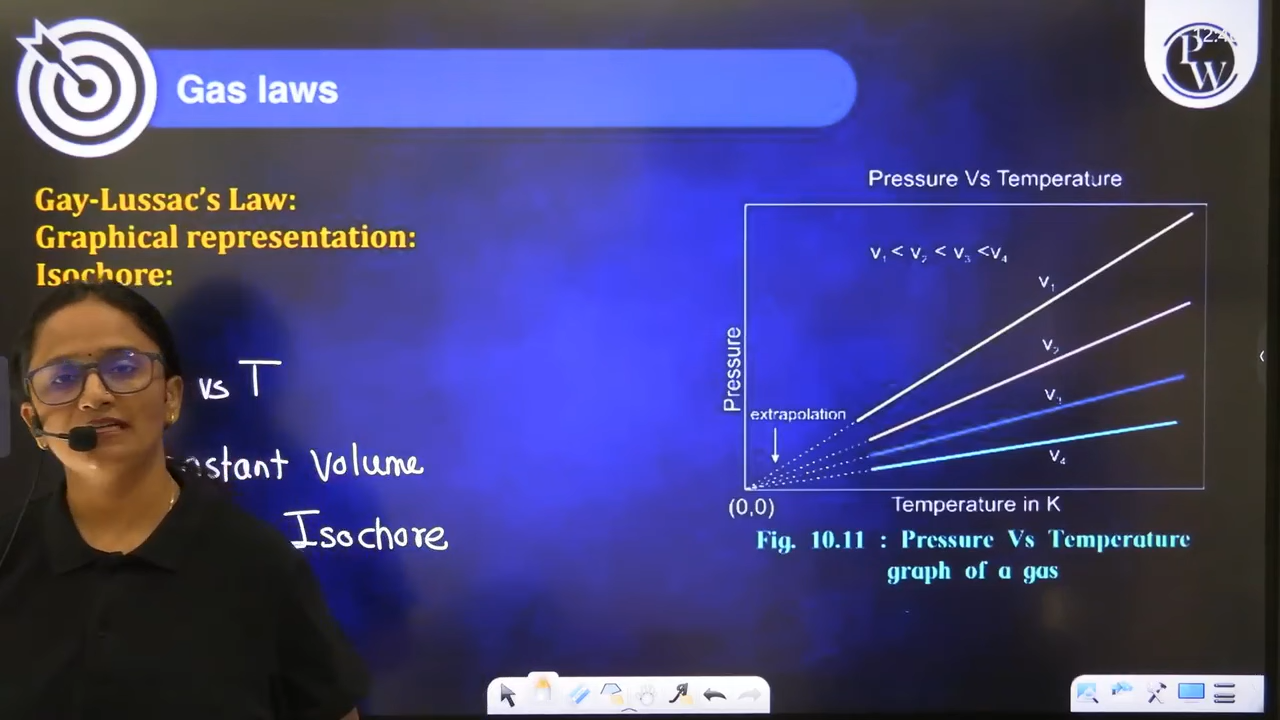 Gas laws
PW
Gay-Lussac's Law:
Graphical representation:
Isochore:
vs T
nstant Volume
Isochore
Pressure Vs Temperature
V₁ < V₂ < V₃ <V₄
V₁
V₂
V₃
V₄
Pressure
extrapolation
(0,0)
Temperature in K
Fig. 10.11 : Pressure Vs Temperature
graph of a gas